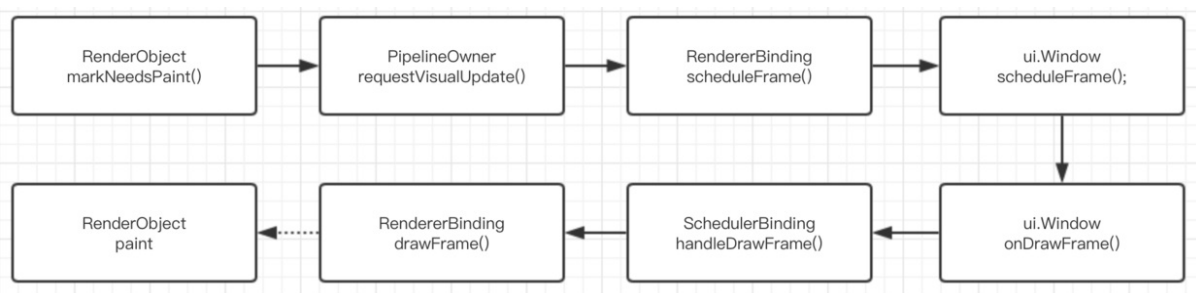 RenderObject
markNeedsPaint()
PipelineOwner
requestVisualUpdate()
RendererBinding
scheduleFrame()
ui.Window
scheduleFrame();
ui.Window
onDrawFrame()
SchedulerBinding
handleDrawFrame()
RendererBinding
drawFrame()
RenderObject
paint